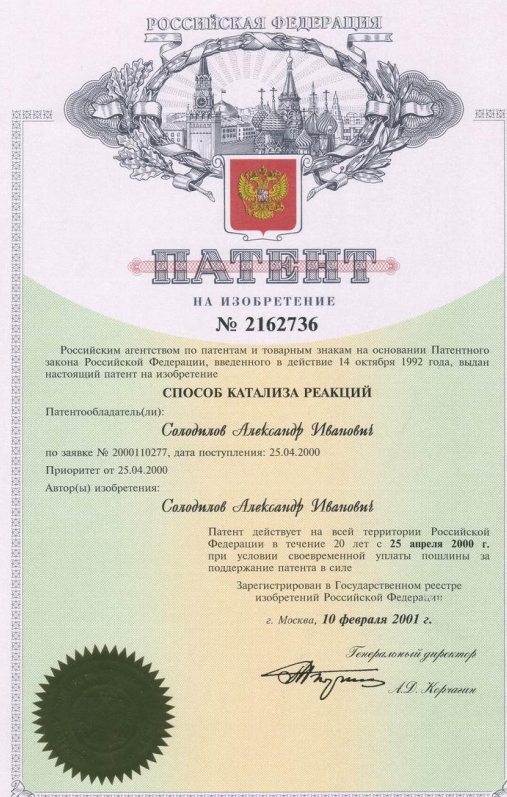 РОССИЙСКАЯ ФЕДЕРАЦИЯ
ПАТЕНТ
НА ИЗОБРЕТЕНИЕ
№ 2162736
Российским агентством по патентам и товарным знакам на основании Патентного
закона Российской Федерации, введенного в действие 14 октября 1992 года, выдан
настоящий патент на изобретение
СПОСОБ КАТАЛИЗА РЕАКЦИЙ
Патентообладатель(ли):
Солодилов Александр Иванович
по заявке № 2000110277, дата поступления: 25.04.2000
Приоритет от 25.04.2000
Автор(ы) изобретения:
Солодилов Александр Иванович
Патент действует на всей территории Российской
Федерации в течение 20 лет с 25 апреля 2000 г.
при условии своевременной уплаты пошлины за
поддержание патента в силе
Зарегистрирован в Государственном реестре
изобретений Российской Федерации
г. Москва, 10 февраля 2001 г.
Генеральный директор
А.Д. Корчагин